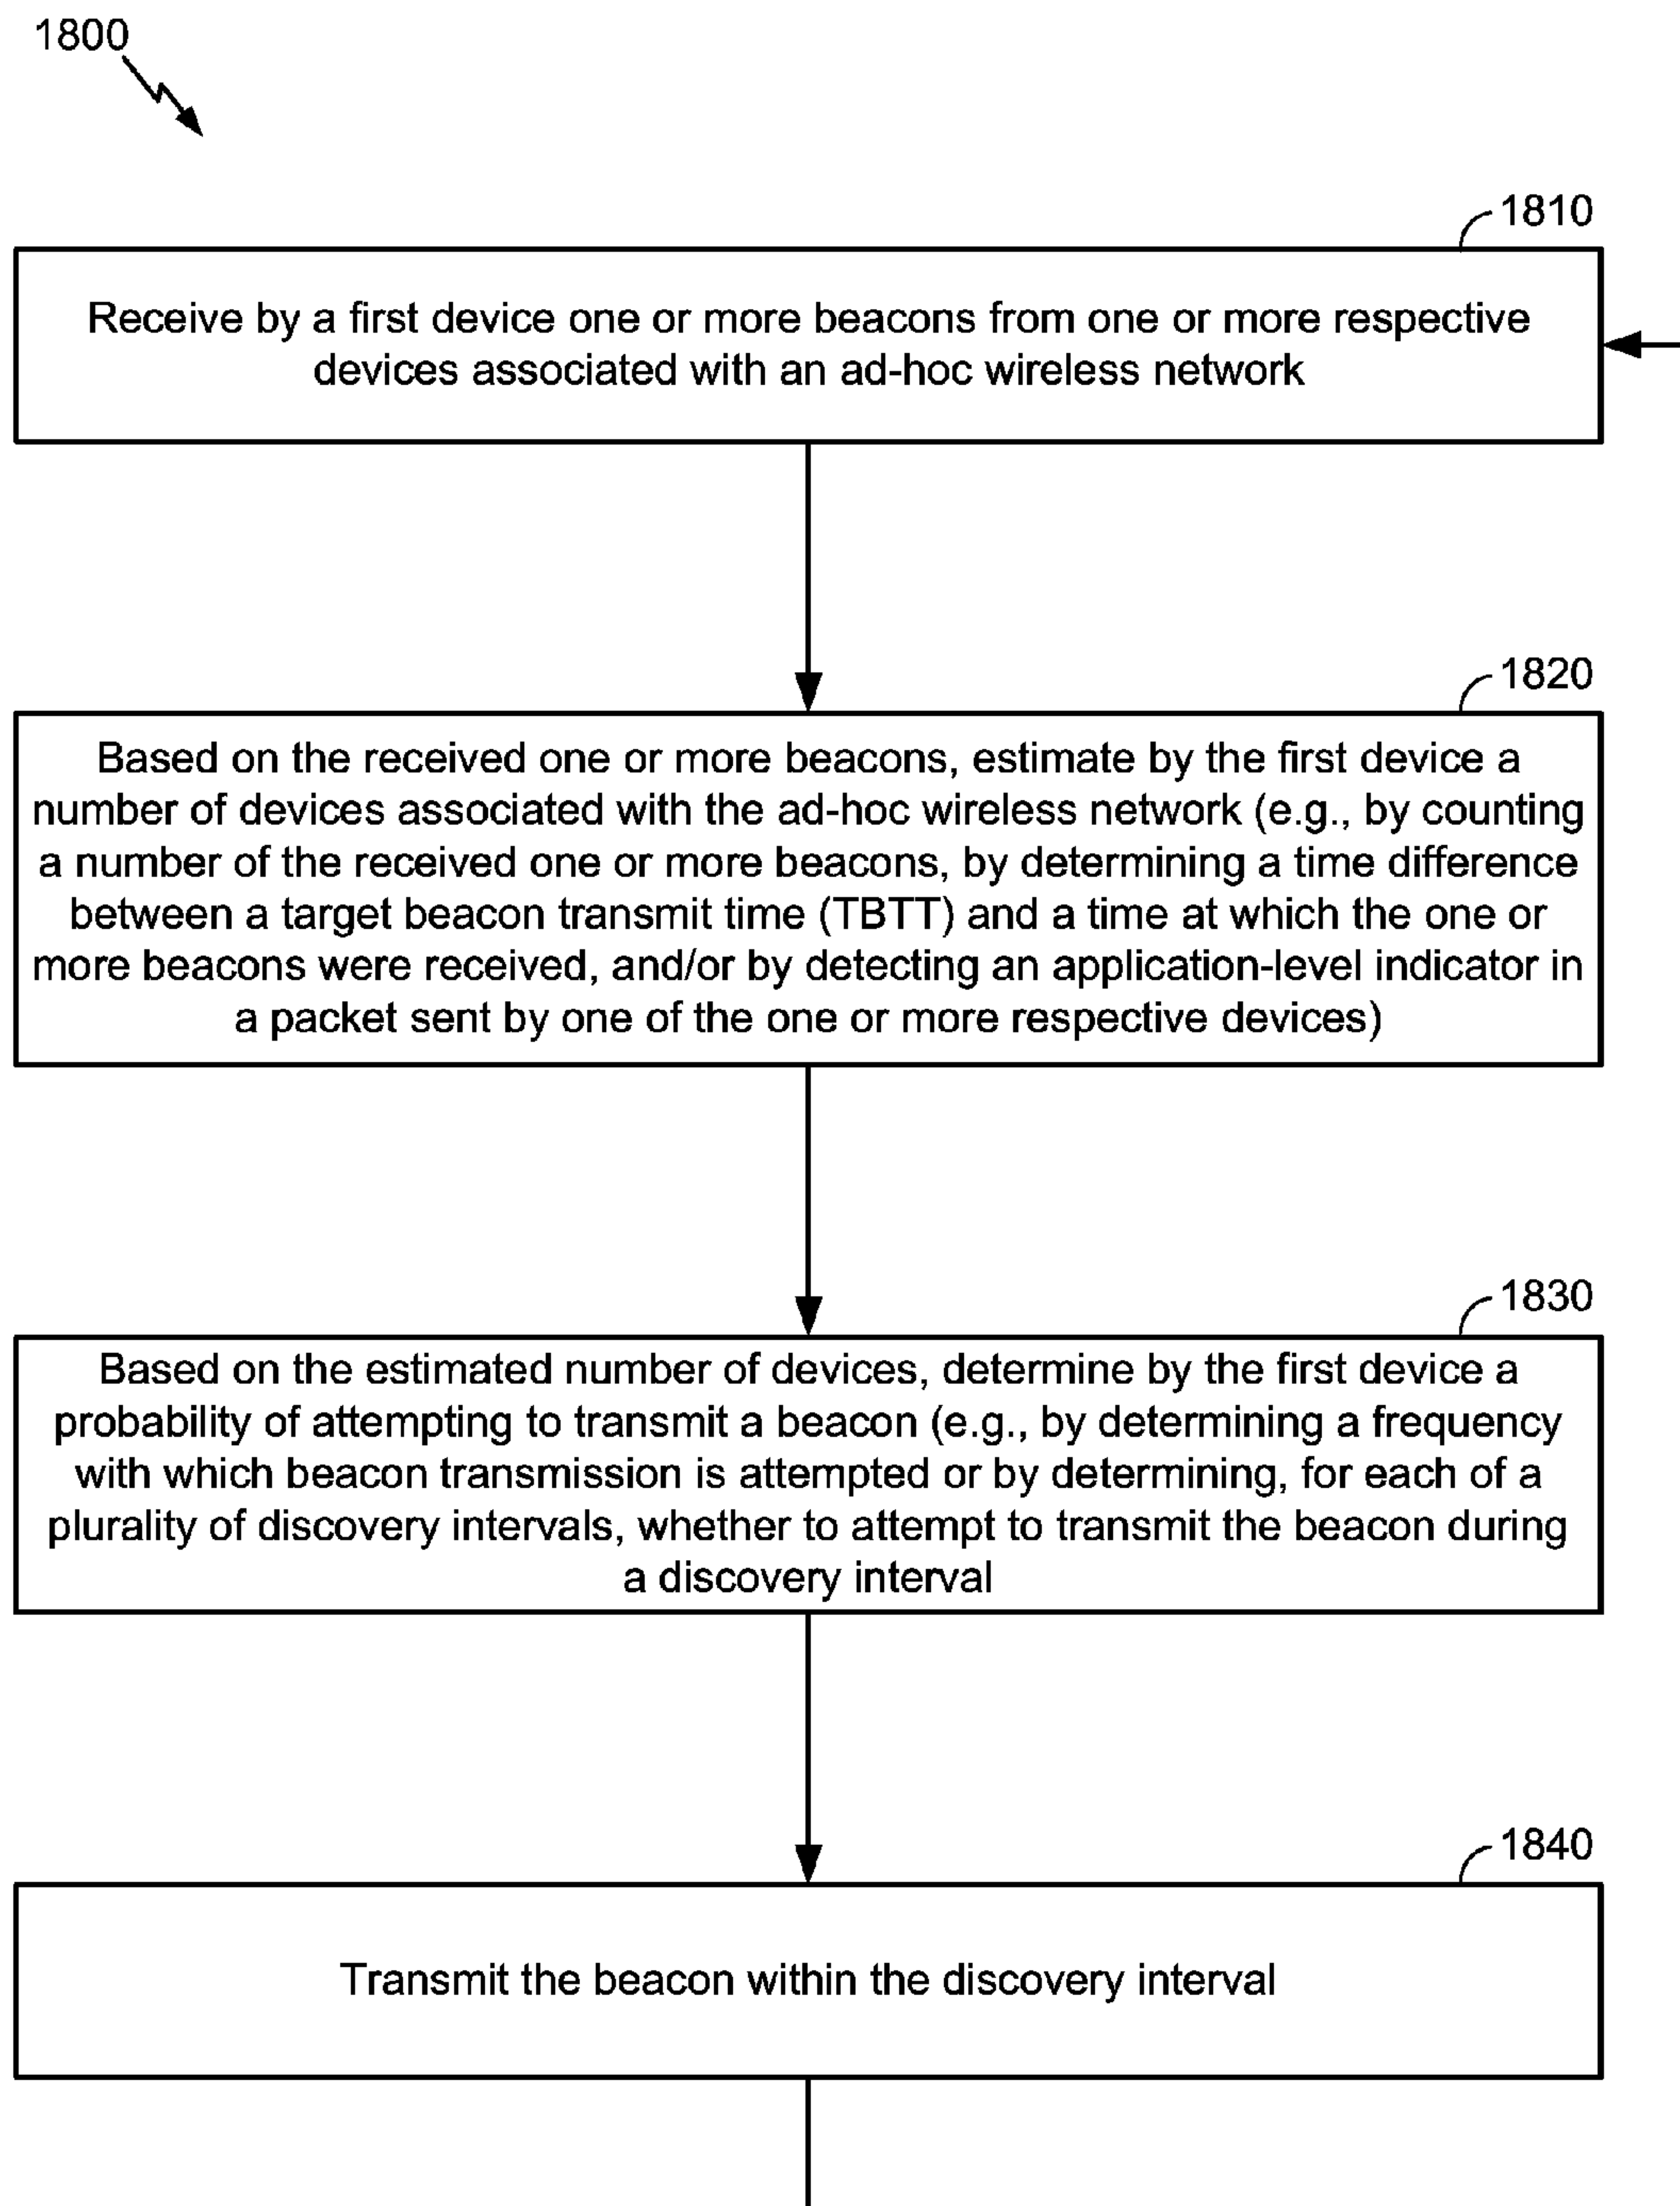 1800
1810
Receive by a first device one or more beacons from one or more respective
devices associated with an ad-hoc wireless network
1820
Based on the received one or more beacons, estimate by the first device a
number of devices associated with the ad-hoc wireless network (e.g., by counting
a number of the received one or more beacons, by determining a time difference
between a target beacon transmit time (TBTT) and a time at which the one or
more beacons were received, and/or by detecting an application-level indicator in
a packet sent by one of the one or more respective devices)
1830
Based on the estimated number of devices, determine by the first device a
probability of attempting to transmit a beacon (e.g., by determining a frequency
with which beacon transmission is attempted or by determining, for each of a
plurality of discovery intervals, whether to attempt to transmit the beacon during
a discovery interval
1840
Transmit the beacon within the discovery interval